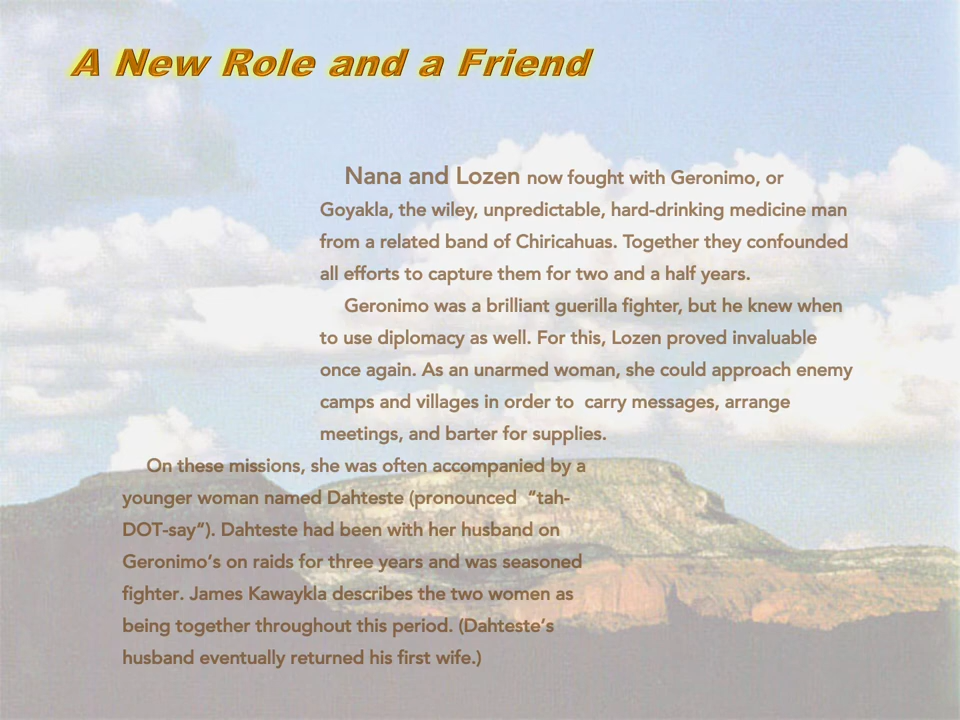 A New Role and a Friend
Nana and Lozen now fought with Geronimo, or
Goyakla, the wiley, unpredictable, hard-drinking medicine man
from a related band of Chiricahuas. Together they confounded
all efforts to capture them for two and a half years.
Geronimo was a brilliant guerilla fighter, but he knew when
to use diplomacy as well. For this, Lozen proved invaluable
once again. As an unarmed woman, she could approach enemy
camps and villages in order to  carry messages, arrange
meetings, and barter for supplies.
On these missions, she was often accompanied by a
younger woman named Dahteste (pronounced  “tah-
DOT-say”). Dahteste had been with her husband on
Geronimo’s on raids for three years and was seasoned
fighter. James Kawaykla describes the two women as
being together throughout this period. (Dahteste’s
husband eventually returned his first wife.)